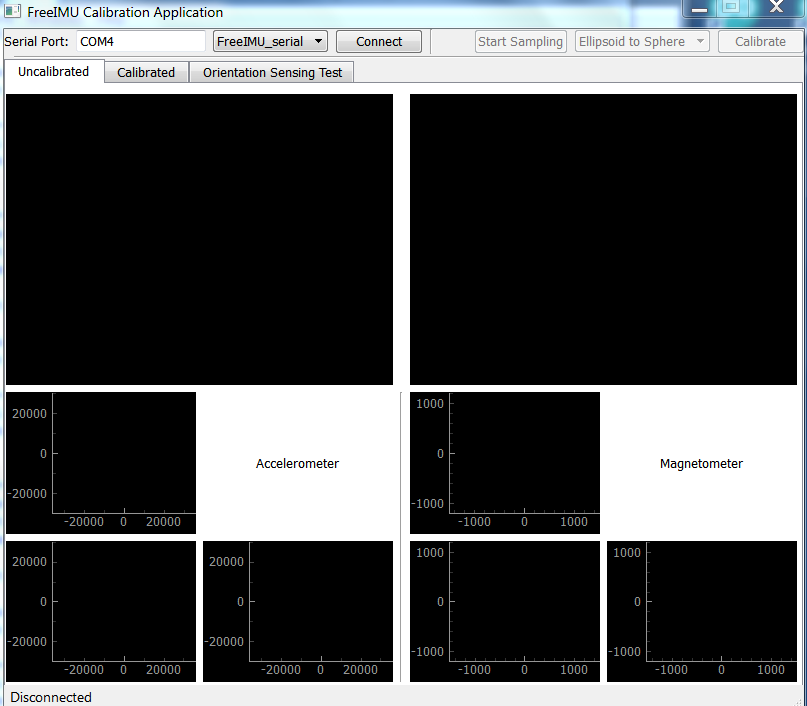 FreeIMU Calibration Application
Serial Port: COM4 FreeIMU_serial Connect Start Sampling Ellipsoid to Sphere Calibrate
Uncalibrated Calibrated Orientation Sensing Test
20000
0
-20000
-20000 0 20000
Accelerometer
1000
0
-1000
-1000 0 1000
Magnetometer
20000
0
-20000
-20000 0 20000
20000
0
-20000
-20000 0 20000
1000
0
-1000
-1000 0 1000
1000
0
-1000
-1000 0 1000
Disconnected